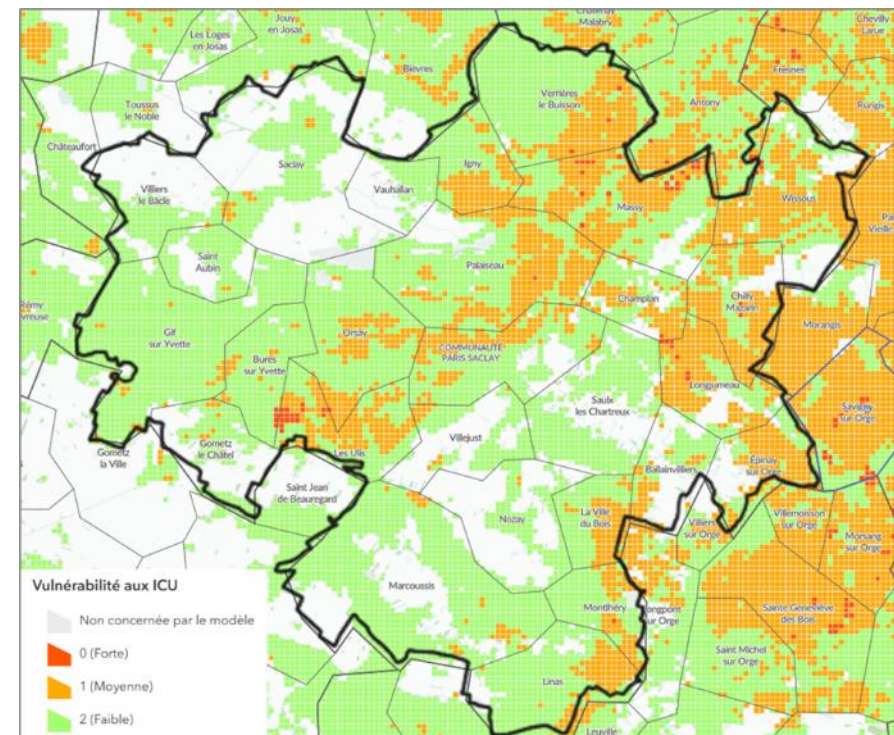 Châtenay
Malabry
Chevilly
Larue
Jouy
en Josas
Les Loges
en Josas
Bièvres
Fresnes
Verrières
le Buisson
Antony
Rungis
Toussus
le Noble
Châteaufort
Saclay
Igny
Vauhallan
Villiers
le Bâcle
Wissous
Massy
Vieille
Saint
Aubin
Palaiseau
Champlan
Chilly
Mazarin
Rémy
vreuse
Gif
sur Yvette
Orsay
Morangis
COMMUNAUTÉ
PARIS SACLAY
Bures
sur Yvette
Longjumeau
Saulx
les Chartreux
Savigny
sur Orge
Gometz
la Ville
Gometz
le Châtel
Les Ulis
Villejust
Épinay
sur Orge
Ballainvilliers
Saint Jean
de Beauregard
Nozay
La Ville
du Bois
Villiers
sur Orge
Villemoisson
sur Orge
Morsang
sur Orge
Marcoussis
Montlhéry
ongpont
sur Orge
Sainte Geneviève
des Bois
Saint Michel
sur Orge
Linas
Leuville
Vulnérabilité aux ICU
Non concernée par le modèle
0 (Forte)
1 (Moyenne)
2 (Faible)